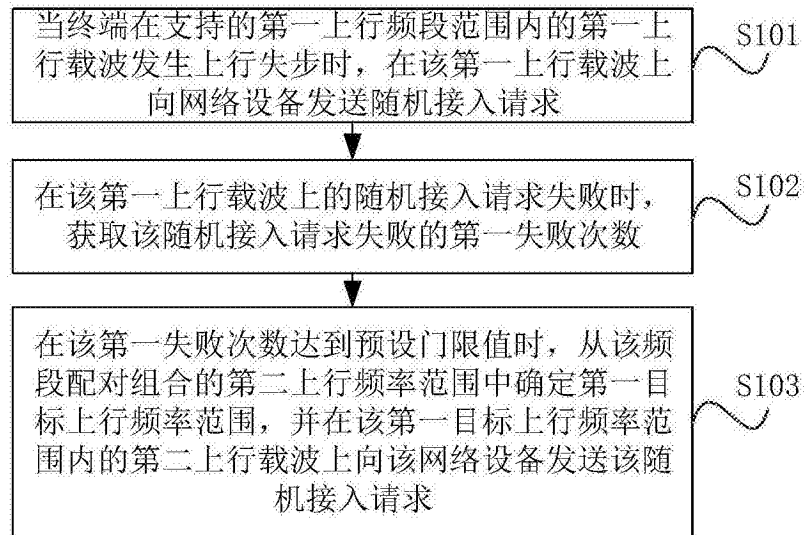 当终端在支持的第一上行频段范围内的第一上
行载波发生上行失步时，在该第一上行载波上
向网络设备发送随机接入请求
S101
在该第一上行载波上的随机接入请求失败时，
获取该随机接入请求失败的第一失败次数
S102
在该第一失败次数达到预设门限值时，从该频
段配对组合的第二上行频率范围中确定第一目
标上行频率范围，并在该第一目标上行频率范
围内的第二上行载波上向该网络设备发送该随
机接入请求
S103